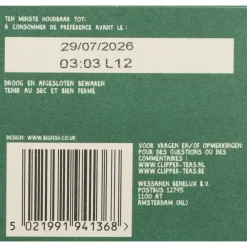 TEN MINSTE HOUDBAAR TOT:
À CONSOMMER DE PRÉFÉRENCE AVANT LE :
29/07/2026
03:03 L12
DROOG EN AFGESLOTEN BEWAREN
TENIR AU SEC ET BIEN FERMÉ
DESIGN: WWW.BIGFISH.CO.UK
5 021991 941368 >
VOOR VRAGEN EN/OF OPMERKINGEN:
POUR DES QUESTIONS OU DES
COMMENTAIRES :
WWW.CLIPPER-TEAS.NL
WWW.CLIPPER-TEAS.BE
WESSANEN BENELUX B.V.
POSTBUS 12795
1100 AT
AMSTERDAM (NL)